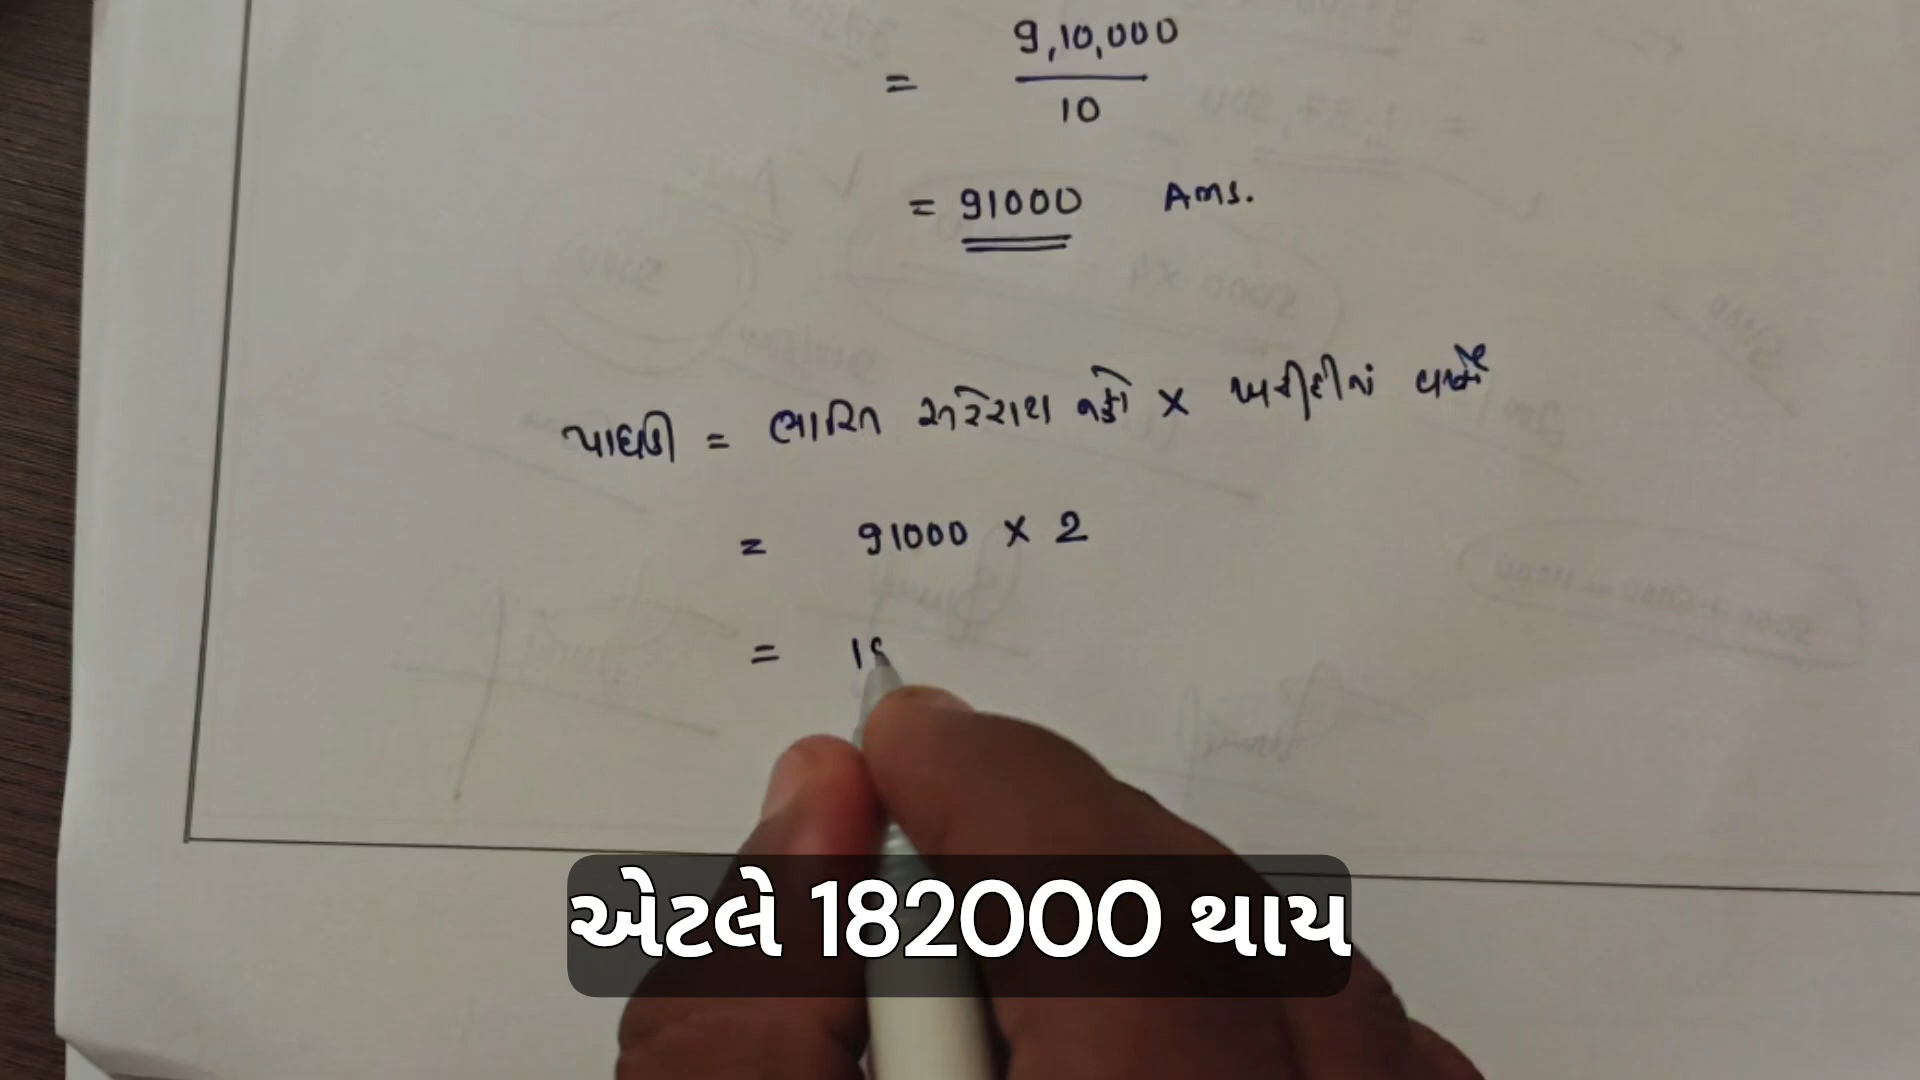 = 9,10,000
10
= 91000 Ans.
પાઘડી = ભારિત સરેરાશ નફો × ખરીદીનાં વર્ષો
= 91000 × 2
= 18
એટલે 182000 થાય